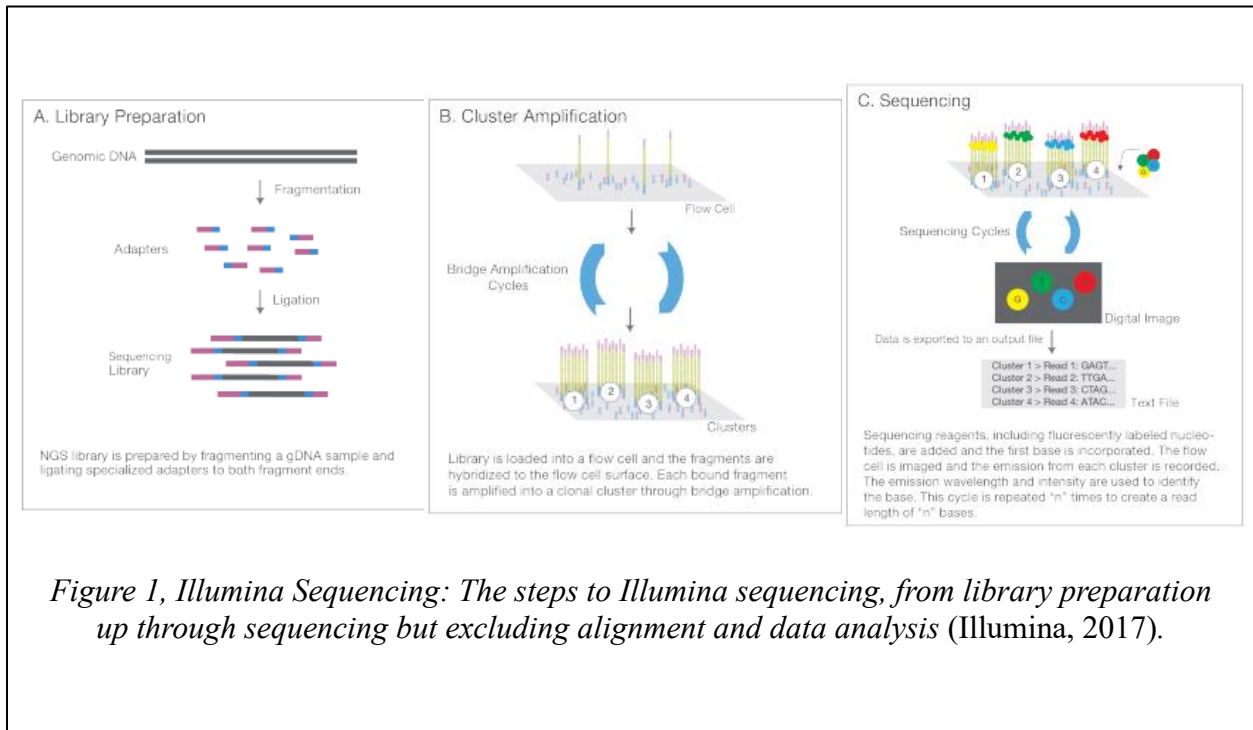 A. Library Preparation
Genomic DNA
Fragmentation
Adapters
Ligation
Sequencing
Library
NGS library is prepared by fragmenting a gDNA sample and
ligating specialized adapters to both fragment ends.
B. Cluster Amplification
Flow Cell
Bridge Amplification
Cycles
1
2
3
4
Clusters
Library is loaded into a flow cell and the fragments are
hybridized to the flow cell surface. Each bound fragment
is amplified into a clonal cluster through bridge amplification.
C. Sequencing
1
2
3
4
G
Sequencing Cycles
G
T
C
Digital Image
Data is exported to an output file
Cluster 1 > Read 1: GAGT...
Cluster 2 > Read 2: TTGA...
Cluster 3 > Read 3: CTAG...
Cluster 4 > Read 4: ATAC...
Text File
Sequencing reagents, including fluorescently labeled nucleo-
tides, are added and the first base is incorporated. The flow
cell is imaged and the emission from each cluster is recorded.
The emission wavelength and intensity are used to identify
the base. This cycle is repeated "n" times to create a read
length of "n" bases.
Figure 1, Illumina Sequencing: The steps to Illumina sequencing, from library preparation
up through sequencing but excluding alignment and data analysis (Illumina, 2017).